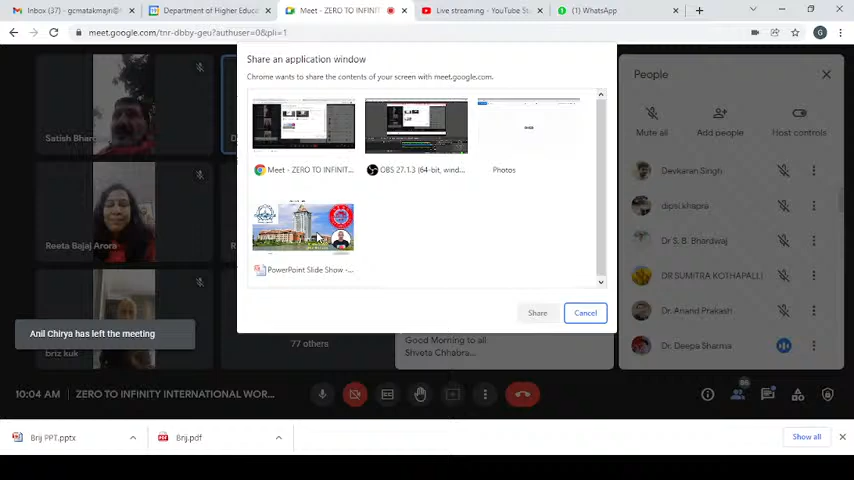 Inbox (37) - gcmatakmajri@
Department of Higher Educa
Meet - ZERO TO INFINIT
Live streaming - YouTube St
(1) WhatsApp
meet.google.com/tnr-dbby-geu?authuser=0&pli=1
G
Share an application window
Chrome wants to share the contents of your screen with meet.google.com.
Meet - ZERO TO INFINIT...
OBS 27.1.3 (64-bit, wind...
Photos
PowerPoint Slide Show -...
Share
Cancel
Satish Bhar
D
Reeta Bajaj Arora
R
briz kuk
Anil Chirya has left the meeting
77 others
Good Morning to all
Shveta Chhabra...
People
Mute all
Add people
Host controls
Devkaran Singh
dipsi khapra
Dr S. B. Bhardwaj
DR SUMITRA KOTHAPALLI
Dr. Anand Prakash
Dr. Deepa Sharma
10:04 AM | ZERO TO INFINITY INTERNATIONAL WOR...
86
Brij PPT.pptx
Brij.pdf
Show all